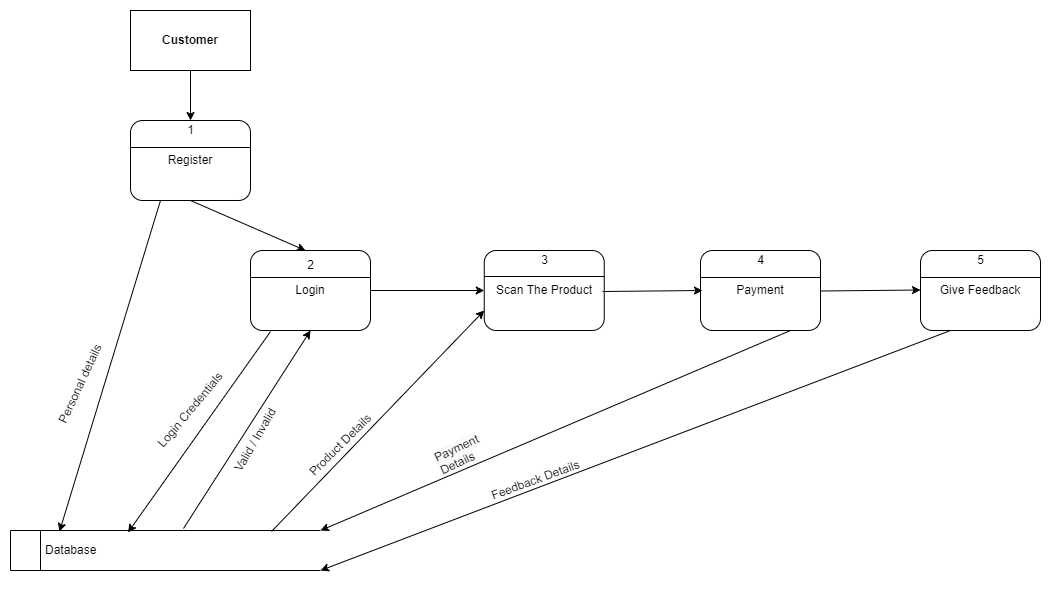 Customer
1
Register
2
Login
3
Scan The Product
4
Payment
5
Give Feedback
Personal details
Login Credentials
Valid / Invalid
Product Details
Payment
Details
Feedback Details
Database